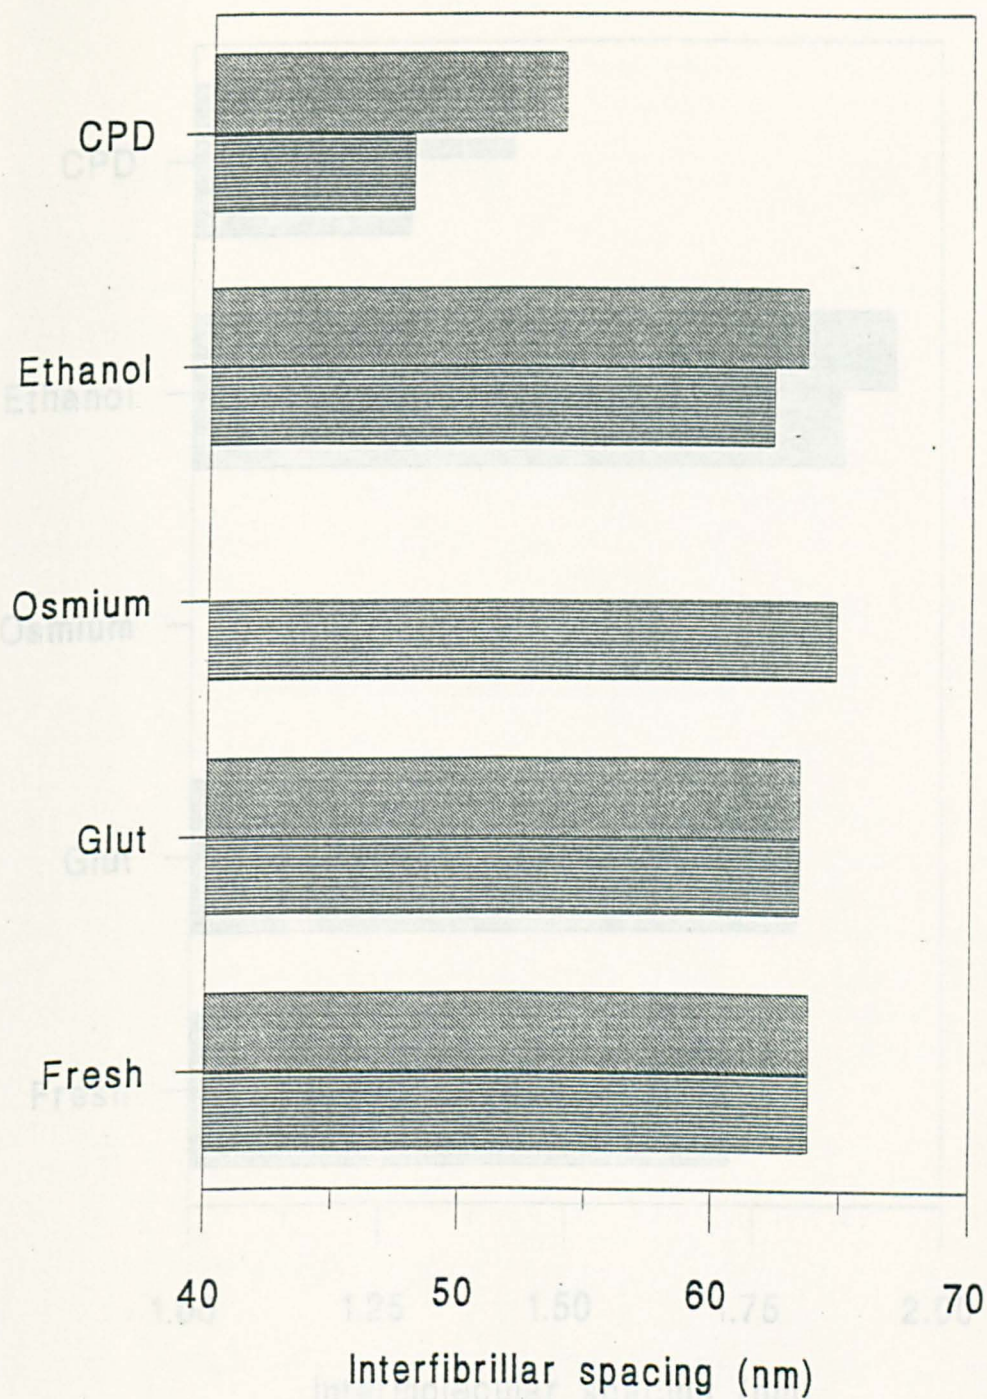 CPD
Ethanol
Osmium
Glut
Fresh
40 50 60 70
Interfibrillar spacing (nm)